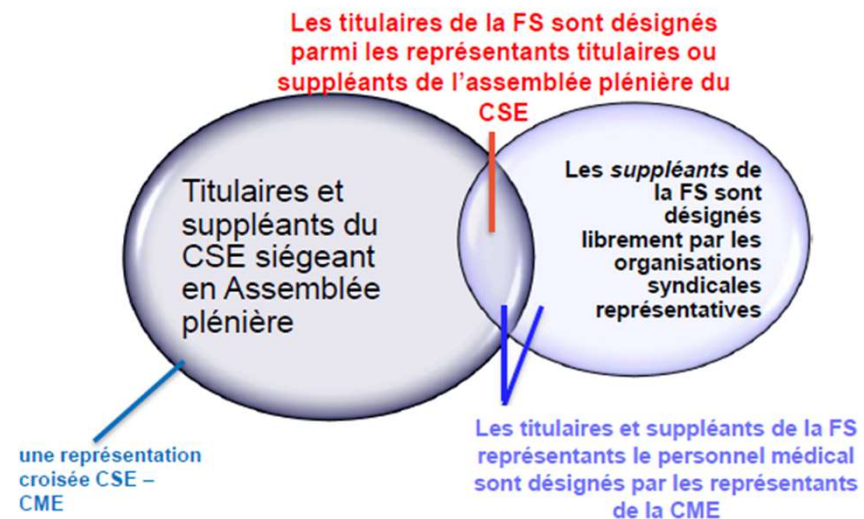 Les titulaires de la FS sont désignés
parmi les représentants titulaires ou
suppléants de l'assemblée plénière du
CSE
Titulaires et
suppléants du
CSE siégeant
en Assemblée
plénière
Les suppléants de
la FS sont
désignés
librement par les
organisations
syndicales
représentatives
une représentation
croisée CSE –
CME
Les titulaires et suppléants de la FS
représentants le personnel médical
sont désignés par les représentants
de la CME